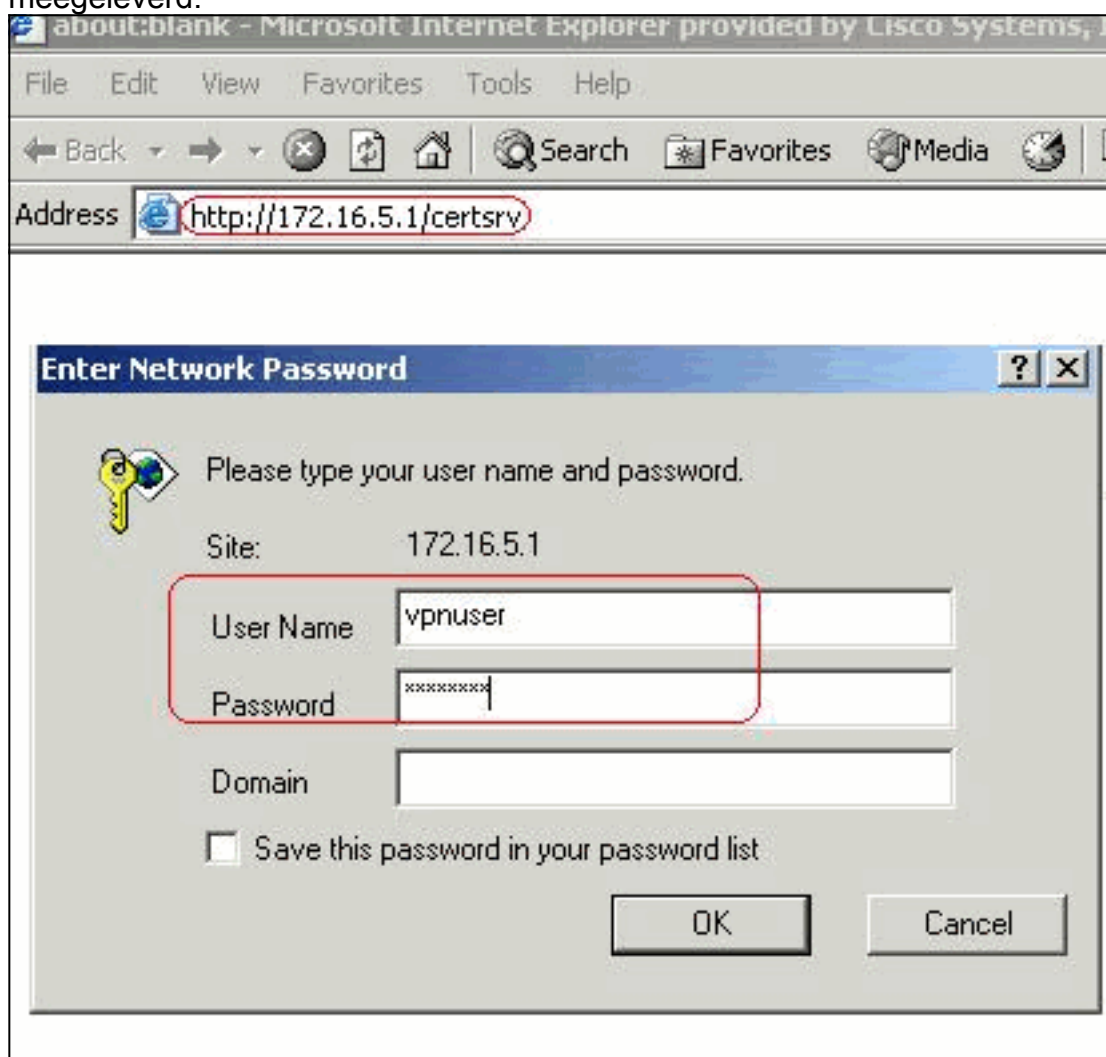 meegeleverd.
about:blank - Microsoft Internet Explorer provided by Cisco Systems,
File Edit View Favorites Tools Help
Back Search Favorites Media
Address http://172.16.5.1/certsrv
Enter Network Password
Please type your user name and password.
Site: 172.16.5.1
User Name vpnuser
Password ********
Domain
Save this password in your password list
OK Cancel